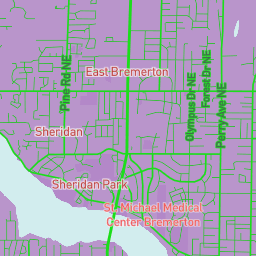 East Bremerton
Pine Rd NE
Olympus Dr NE
Forest Dr NE
Perry Ave NE
Sheridan
Sheridan Park
St. Michael Medical
Center Bremerton